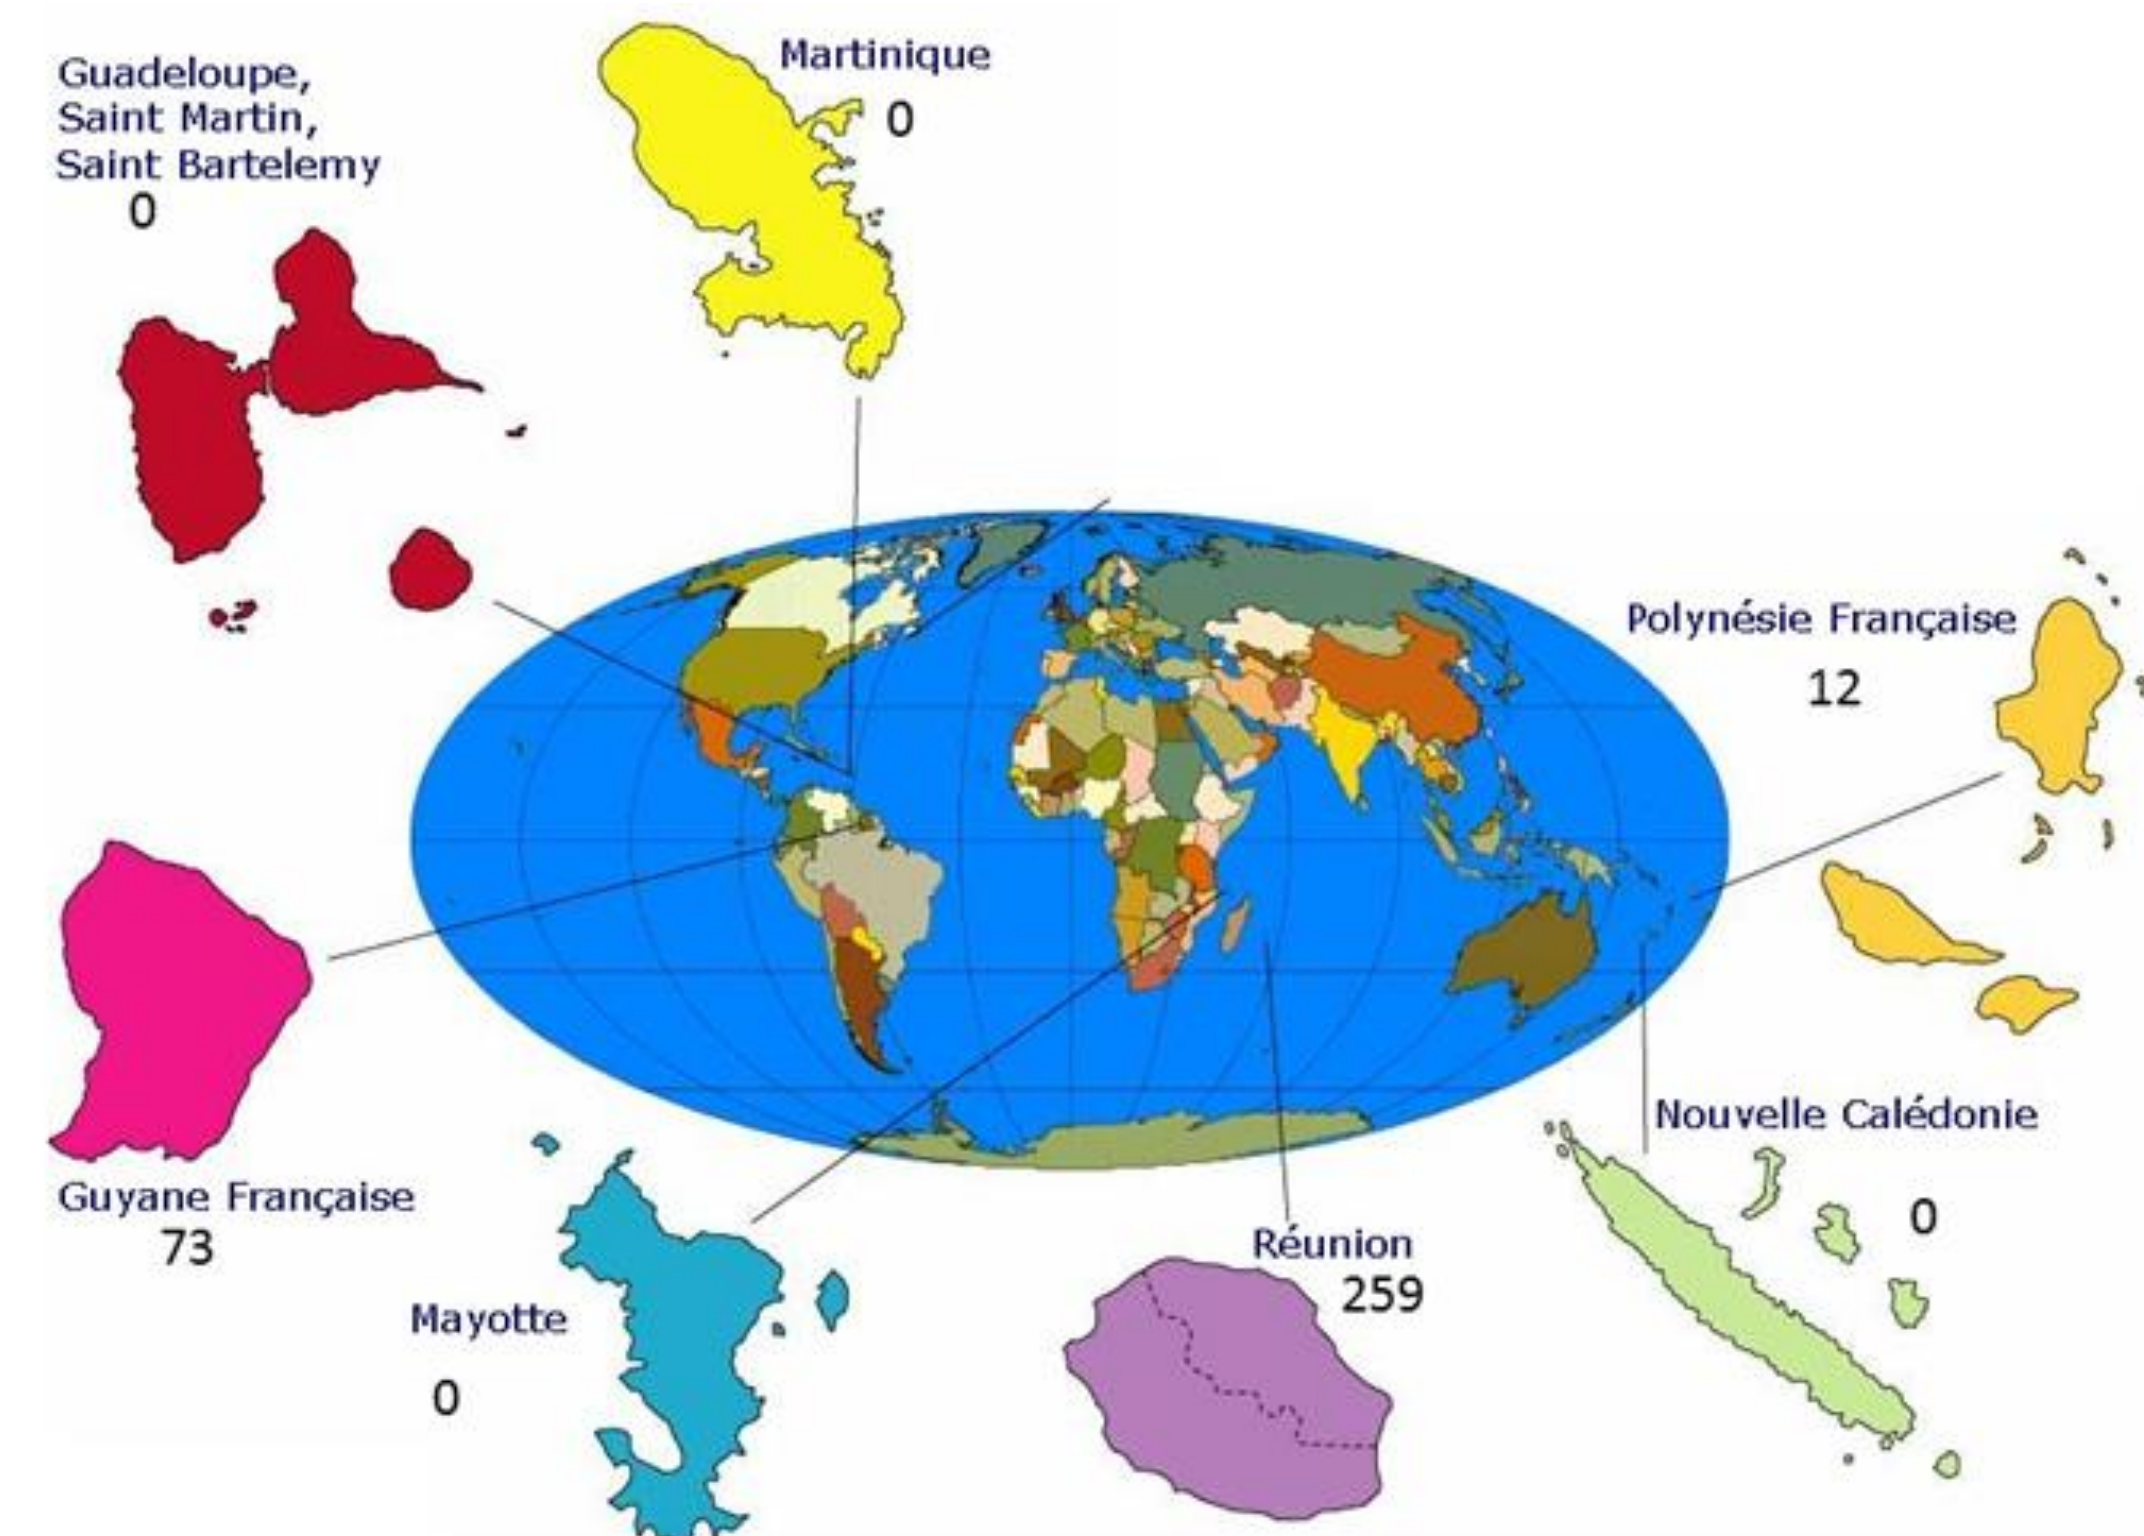 Guadeloupe,
Saint Martin,
Saint Bartelemy
0
Martinique
0
Polynésie Française
12
Guyane Française
73
Mayotte
0
Réunion
259
Nouvelle Calédonie
0